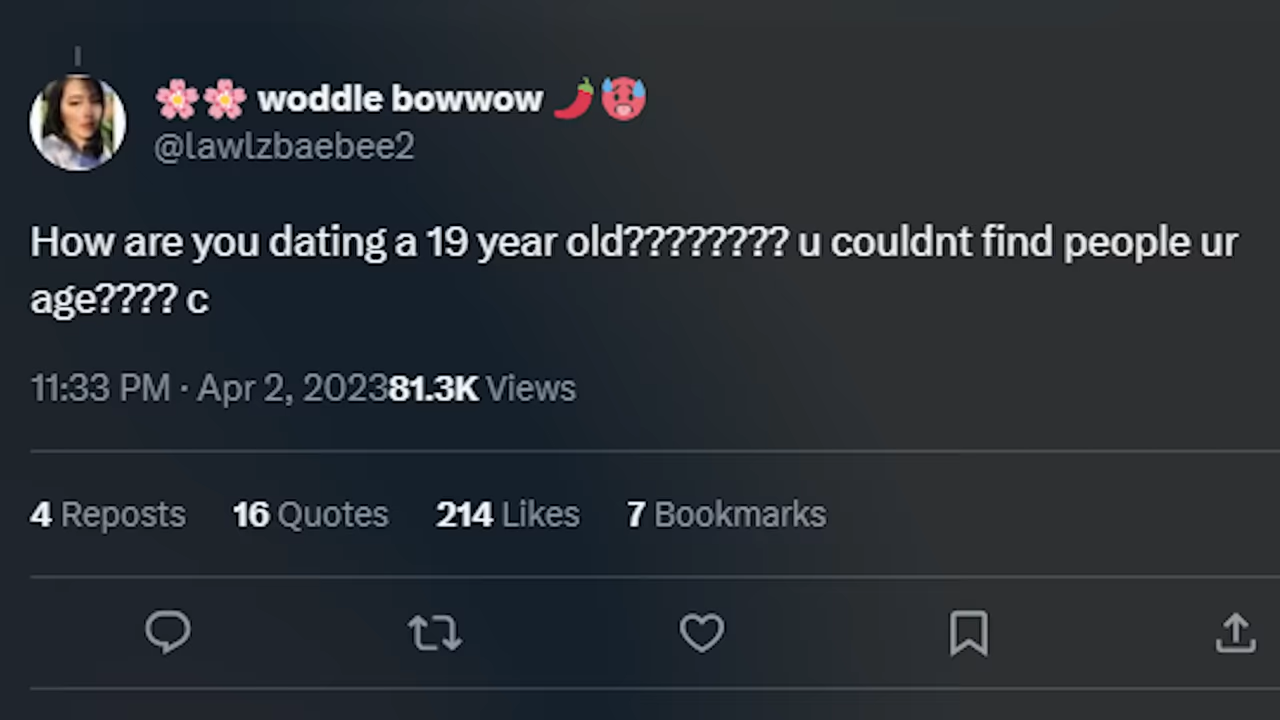 🌸🌸 woddle bowwow 🌶️🥵
@lawlzbaebee2
How are you dating a 19 year old???????? u couldnt find people ur
age???? c
11:33 PM · Apr 2, 202381.3K Views
4 Reposts 16 Quotes 214 Likes 7 Bookmarks